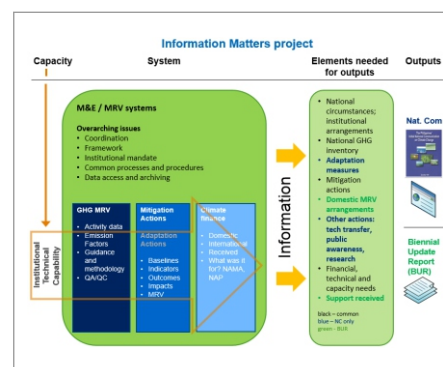 Information Matters project
Capacity
System
Elements needed
for outputs
Outputs
M&E / MRV systems
Overarching issues
• Coordination
• Framework
• Institutional mandate
• Common processes and procedures
• Data access and archiving
GHG MRV
• Activity data
• Emission
Factors
• Guidance
and
methodology
• QA/QC
Mitigation
Actions
Adaptation
Actions
• Baselines
• Indicators
• Outcomes
• Impacts
• MRV
Climate
finance
• Domestic
• International
• Received
• What was
it for? NAMA,
NAP
Institutional
Technical
Capability
Information
• National
circumstances;
institutional
arrangements
• National GHG
inventory
• Adaptation
measures
• Mitigation
actions
• Domestic MRV
arrangements
• Other actions:
tech transfer,
public
awareness,
research
• Financial,
technical and
capacity needs
• Support received
black – common
blue – NC only
green - BUR
Nat. Com
Biennial
Update
Report
(BUR)